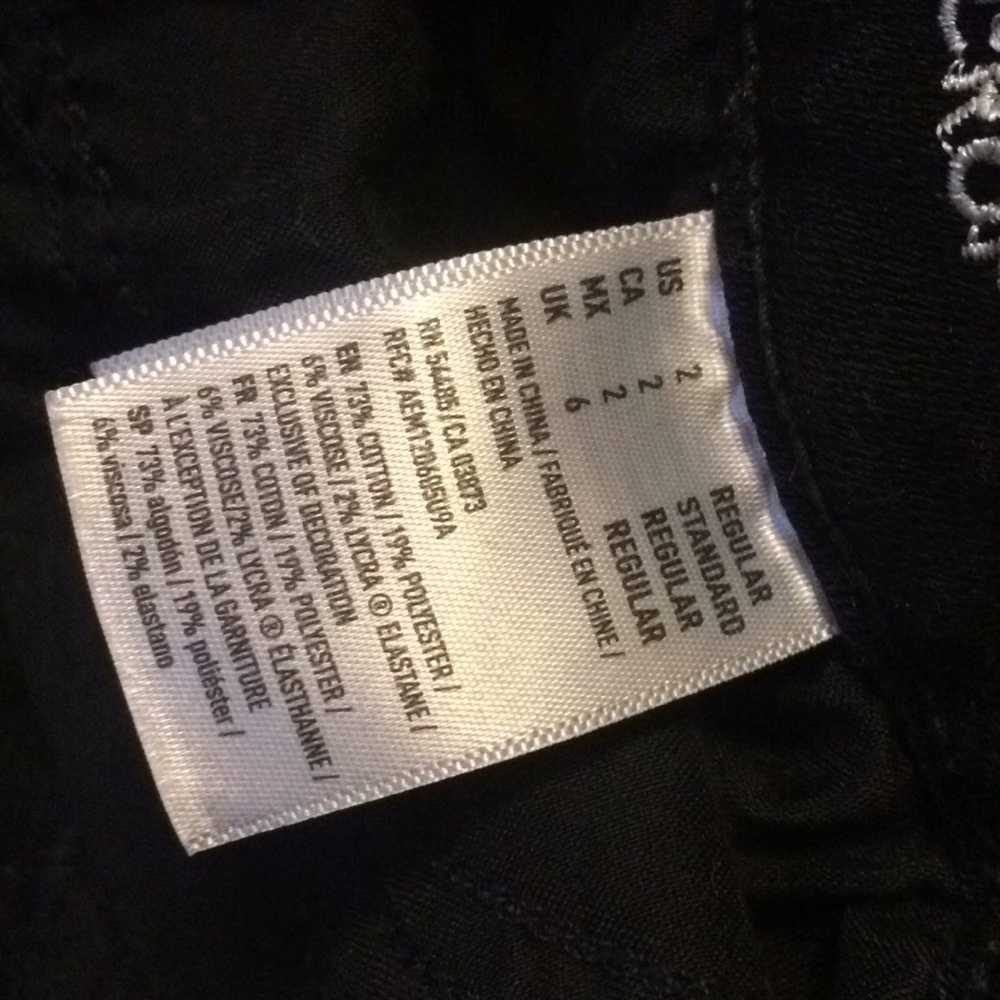 US 2 REGULAR
CA 2 STANDARD
MX 2 REGULAR
UK 6 REGULAR
MADE IN CHINA / FABRIQUÉ EN CHINE /
HECHO EN CHINA
RN 54485 / CA 03873
RFC# AEM120605U9A
EN 73% COTTON / 19% POLYESTER /
6% VISCOSE / 2% LYCRA ® ELASTANE /
EXCLUSIVE OF DECORATION
FR 73% COTON / 19% POLYESTER /
6% VISCOSE/2% LYCRA ® ÉLASTHANNE /
À L'EXCEPTION DE LA GARNITURE
SP 73% algodón / 19% poliéster /
6% viscosa / 2% elastano